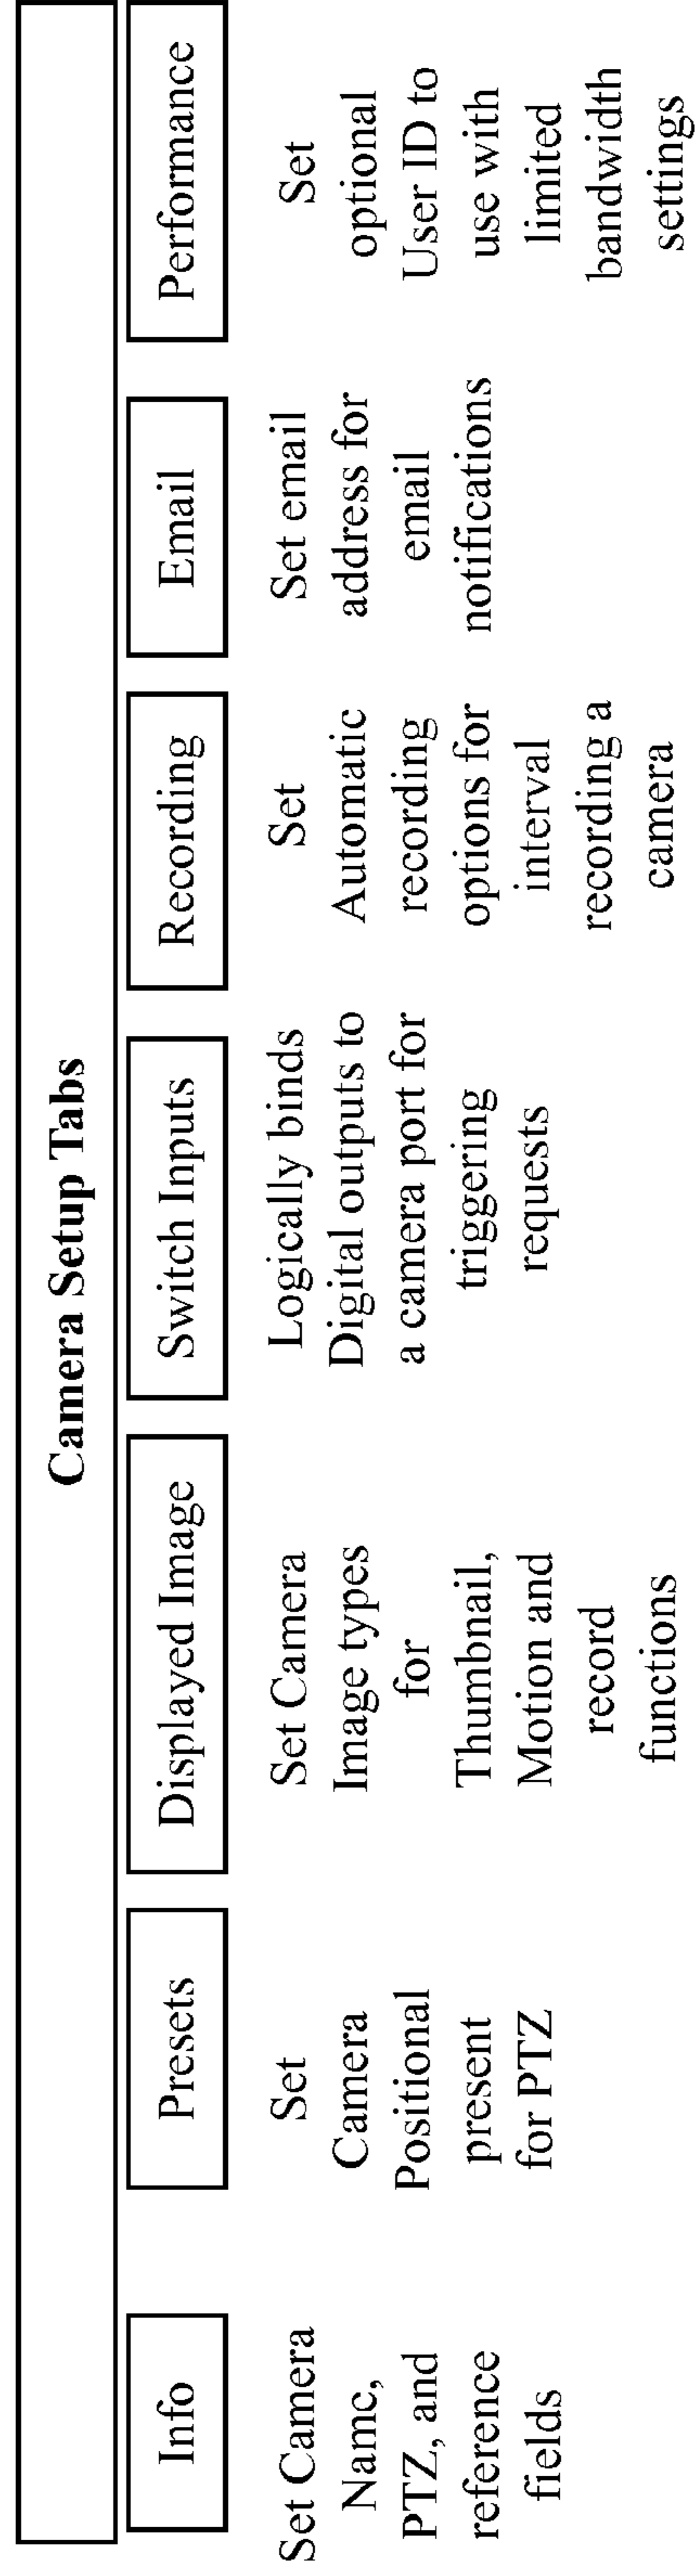 Camera Setup Tabs
Info
Set Camera
Name,
PTZ, and
reference
fields
Presets
Set
Camera
Positional
present
for PTZ
Displayed Image
Set Camera
Image types
for
Thumbnail,
Motion and
record
functions
Switch Inputs
Logically binds
Digital outputs to
a camera port for
triggering
requests
Recording
Set
Automatic
recording
options for
interval
recording a
camera
Email
Set email
address for
email
notifications
Performance
Set
optional
User ID to
use with
limited
bandwidth
settings